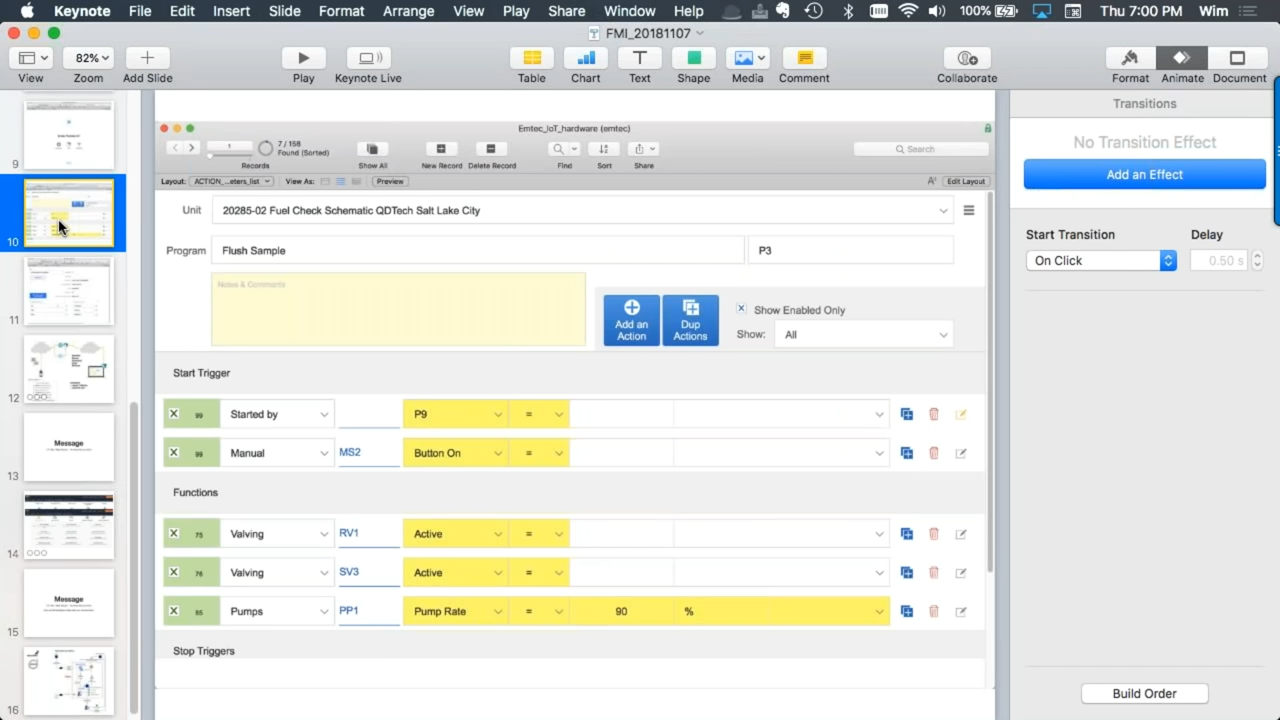 Keynote File Edit Insert Slide Format Arrange View Play Share Window Help 100% Thu 7:00 PM Wim
FMI_20181107
82%
View Zoom Add Slide Play Keynote Live Table Chart Text Shape Media Comment Collaborate Format Animate Document
Transitions
No Transition Effect
Add an Effect
Start Transition Delay
On Click 0.50 s
Build Order
9
10
11
12
Message
13
14
Message
15
16
Emtec_IoT_hardware (emtec)
1 7 / 158
Found (Sorted)
Search
Records Show All New Record Delete Record Find Sort Share
Layout: ACTION_...eters_list View As: Preview Edit Layout
Unit 20285-02 Fuel Check Schematic QDTech Salt Lake City
Program Flush Sample P3
Notes & Comments
Add an
Action
Dup
Actions
Show Enabled Only
Show: All
Start Trigger
99 Started by P9 =
99 Manual MS2 Button On =
Functions
75 Valving RV1 Active =
76 Valving SV3 Active =
85 Pumps PP1 Pump Rate = 90 %
Stop Triggers